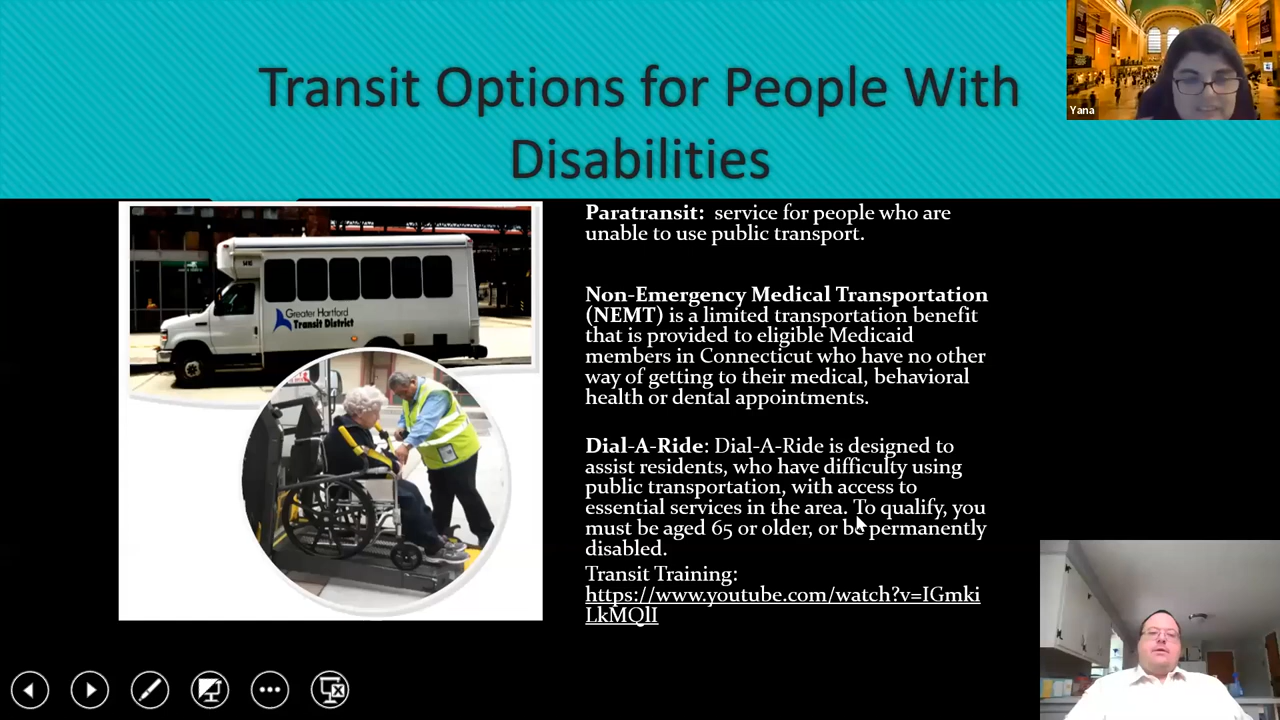 Transit Options for People With
Disabilities
Yana
Paratransit: service for people who are
unable to use public transport.
Greater Hartford
Transit District
Non-Emergency Medical Transportation
(NEMT) is a limited transportation benefit
that is provided to eligible Medicaid
members in Connecticut who have no other
way of getting to their medical, behavioral
health or dental appointments.
Dial-A-Ride: Dial-A-Ride is designed to
assist residents, who have difficulty using
public transportation, with access to
essential services in the area. To qualify, you
must be aged 65 or older, or be permanently
disabled.
Transit Training:
https://www.youtube.com/watch?v=IGmki
LkMQlI